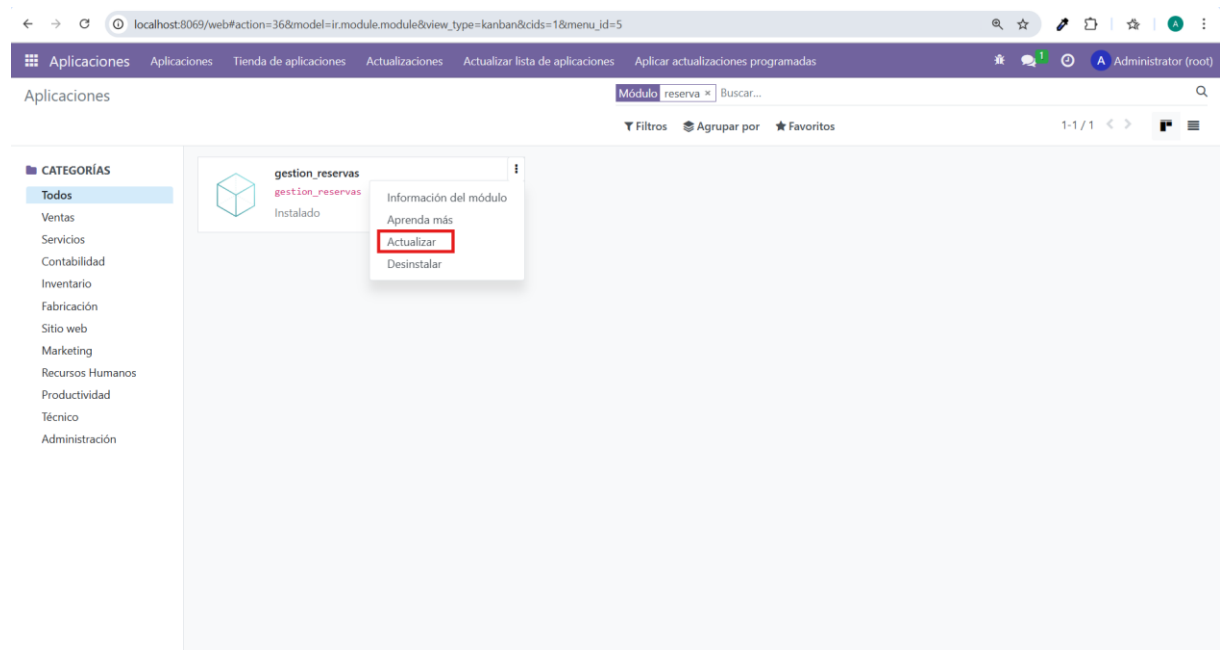 localhost:8069/web#action=36&model=ir.module.module&view_type=kanban&cids=1&menu_id=5
A
Aplicaciones Aplicaciones Tienda de aplicaciones Actualizaciones Actualizar lista de aplicaciones Aplicar actualizaciones programadas 1 A Administrator (root)
Aplicaciones
Módulo reserva × Buscar...
Filtros Agrupar por Favoritos 1-1 / 1
CATEGORÍAS
Todos
Ventas
Servicios
Contabilidad
Inventario
Fabricación
Sitio web
Marketing
Recursos Humanos
Productividad
Técnico
Administración
gestion_reservas
gestion_reservas
Instalado
Información del módulo
Aprenda más
Actualizar
Desinstalar